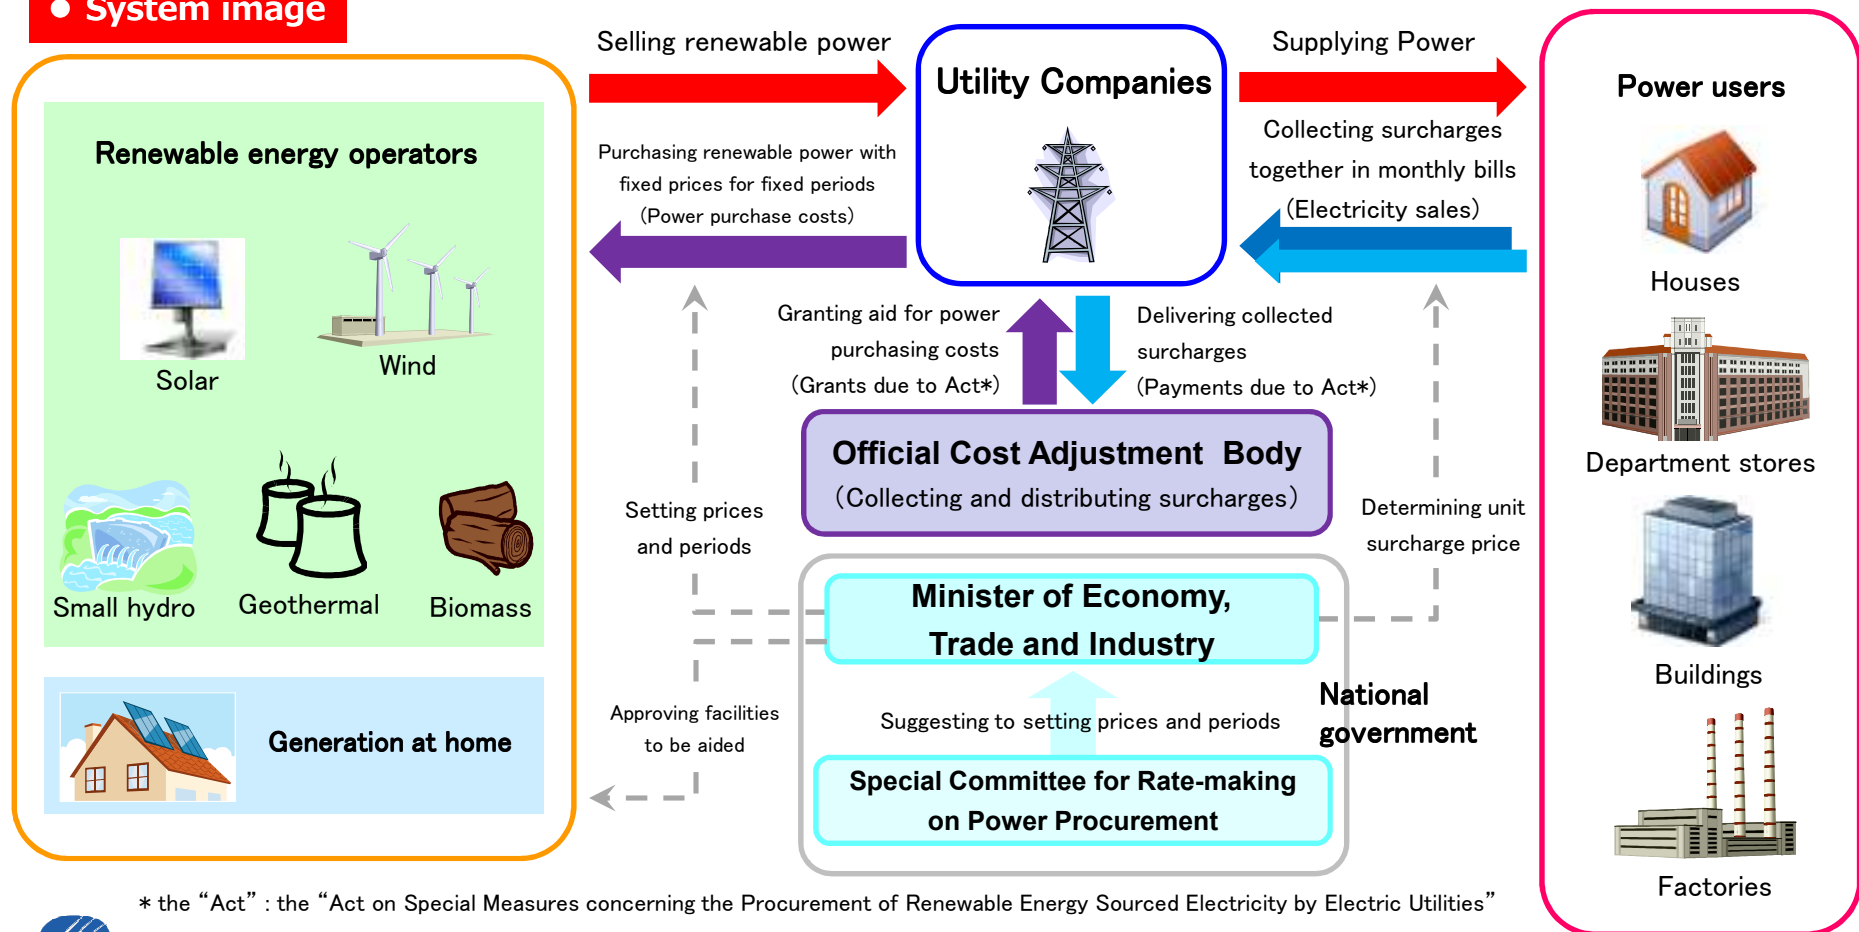 ● System image
Selling renewable power
Supplying Power
Utility Companies
Power users
Renewable energy operators
Purchasing renewable power with
fixed prices for fixed periods
(Power purchase costs)
Collecting surcharges
together in monthly bills
(Electricity sales)
Solar
Wind
Houses
Granting aid for power
purchasing costs
(Grants due to Act*)
Delivering collected
surcharges
(Payments due to Act*)
Official Cost Adjustment Body
(Collecting and distributing surcharges)
Department stores
Setting prices
and periods
Determining unit
surcharge price
Small hydro
Geothermal
Biomass
Minister of Economy,
Trade and Industry
Buildings
National
government
Approving facilities
to be aided
Suggesting to setting prices and periods
Generation at home
Special Committee for Rate-making
on Power Procurement
Factories
* the “Act” : the “Act on Special Measures concerning the Procurement of Renewable Energy Sourced Electricity by Electric Utilities”